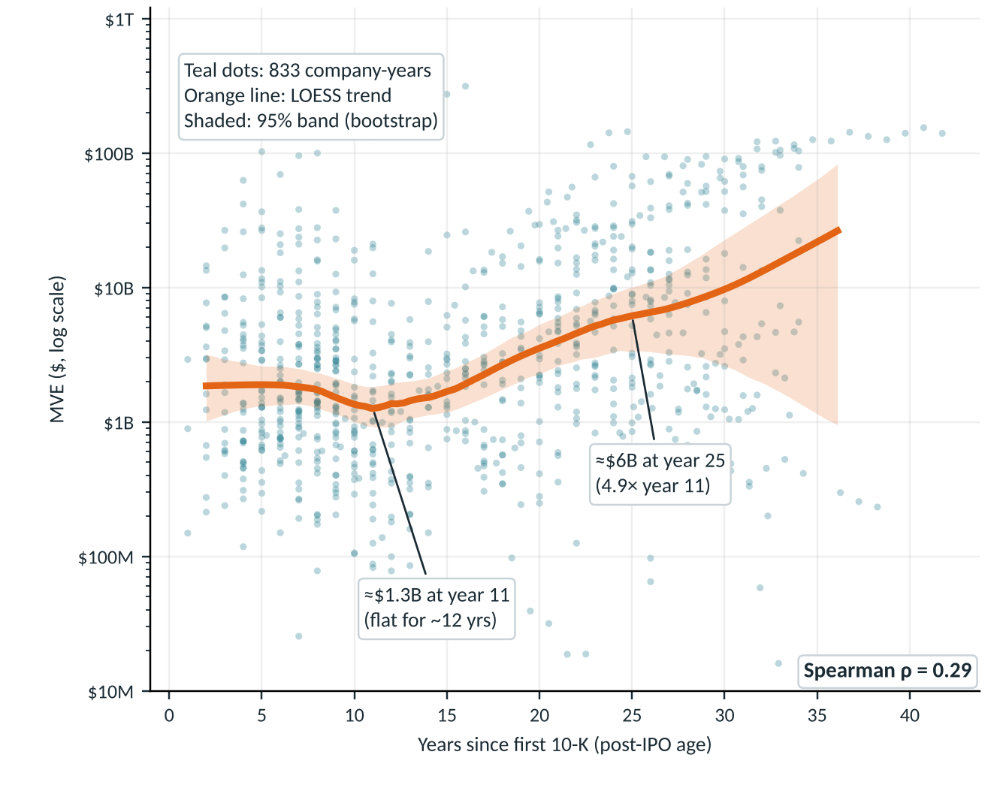 $1T
$100B
$10B
$1B
$100M
$10M
MVE ($, log scale)
Teal dots: 833 company-years
Orange line: LOESS trend
Shaded: 95% band (bootstrap)
≈$6B at year 25
(4.9× year 11)
≈$1.3B at year 11
(flat for ~12 yrs)
Spearman ρ = 0.29
0 5 10 15 20 25 30 35 40
Years since first 10-K (post-IPO age)